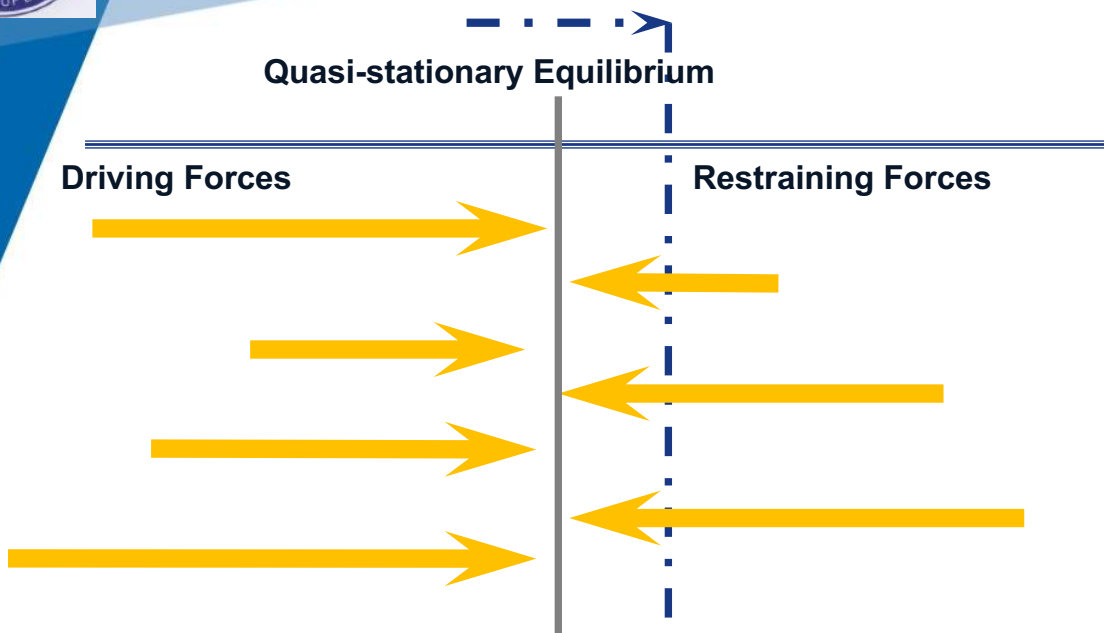 Quasi-stationary Equilibrium
Driving Forces
Restraining Forces